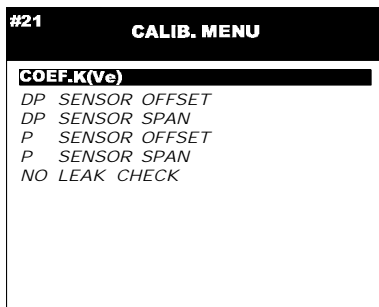 #21
CALIB. MENU
COEF.K(Ve)
DP SENSOR OFFSET
DP SENSOR SPAN
P SENSOR OFFSET
P SENSOR SPAN
NO LEAK CHECK